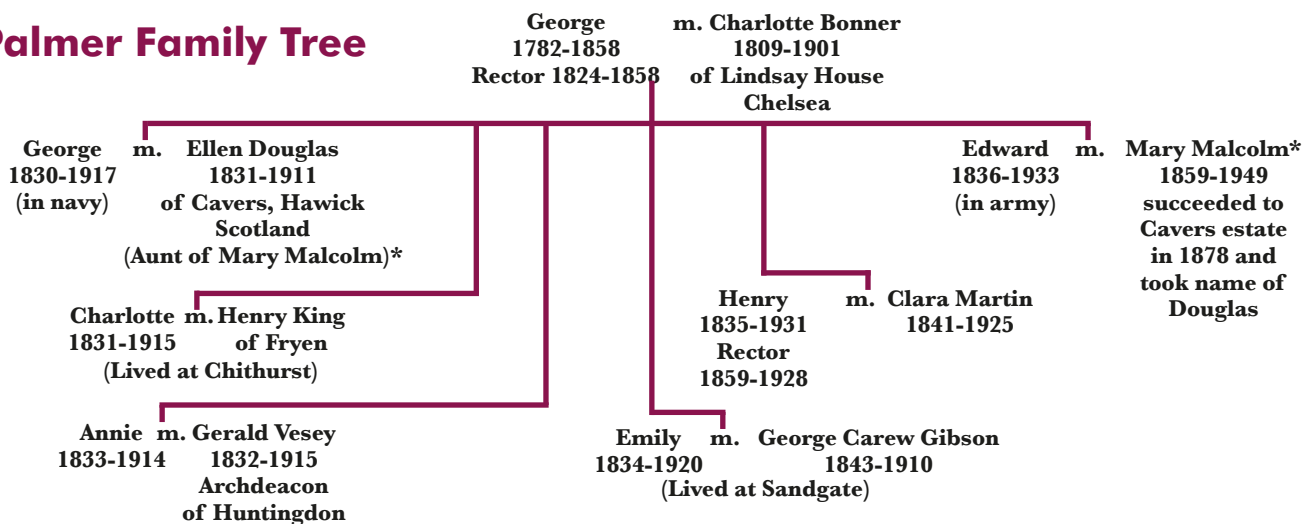 Palmer Family Tree
George m. Charlotte Bonner
1782-1858 1809-1901
Rector 1824-1858 of Lindsay House
Chelsea
George m. Ellen Douglas
1830-1917 1831-1911
(in navy) of Cavers, Hawick
Scotland
(Aunt of Mary Malcolm)*
Edward m. Mary Malcolm*
1836-1933 1859-1949
(in army) succeeded to
Cavers estate
in 1878 and
took name of
Douglas
Charlotte m. Henry King
1831-1915 of Fryen
(Lived at Chithurst)
Henry m. Clara Martin
1835-1931 1841-1925
Rector
1859-1928
Annie m. Gerald Vesey
1833-1914 1832-1915
Archdeacon
of Huntingdon
Emily m. George Carew Gibson
1834-1920 1843-1910
(Lived at Sandgate)